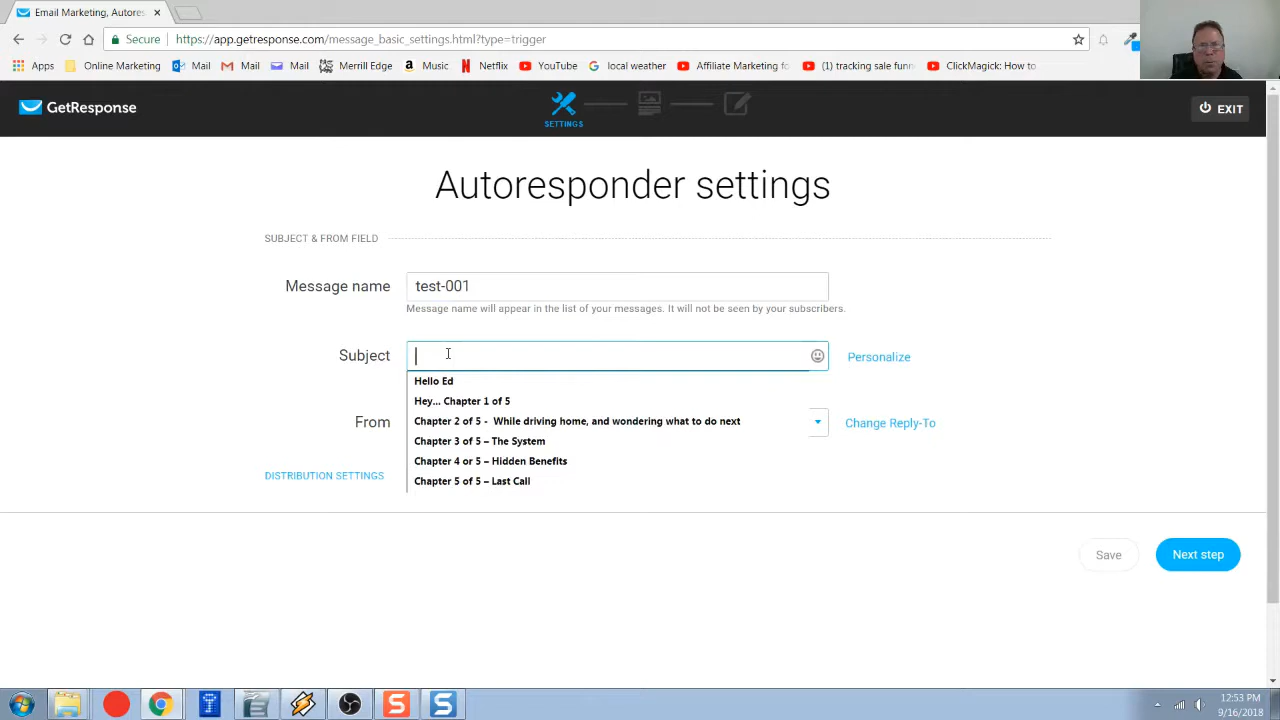 Email Marketing, Autores
Secure
https://app.getresponse.com/message_basic_settings.html?type=trigger
Apps
Online Marketing
Mail
Mail
Mail
Merrill Edge
Music
Netflix
YouTube
local weather
Affiliate Marketing fo
(1) tracking sale funn
ClickMagick: How to
GetResponse
SETTINGS
EXIT
Autoresponder settings
SUBJECT & FROM FIELD
Message name
test-001
Message name will appear in the list of your messages. It will not be seen by your subscribers.
Subject
Personalize
Hello Ed
Hey... Chapter 1 of 5
Chapter 2 of 5 - While driving home, and wondering what to do next
From
Change Reply-To
Chapter 3 of 5 – The System
Chapter 4 or 5 – Hidden Benefits
DISTRIBUTION SETTINGS
Chapter 5 of 5 – Last Call
Save
Next step
12:53 PM
9/16/2018